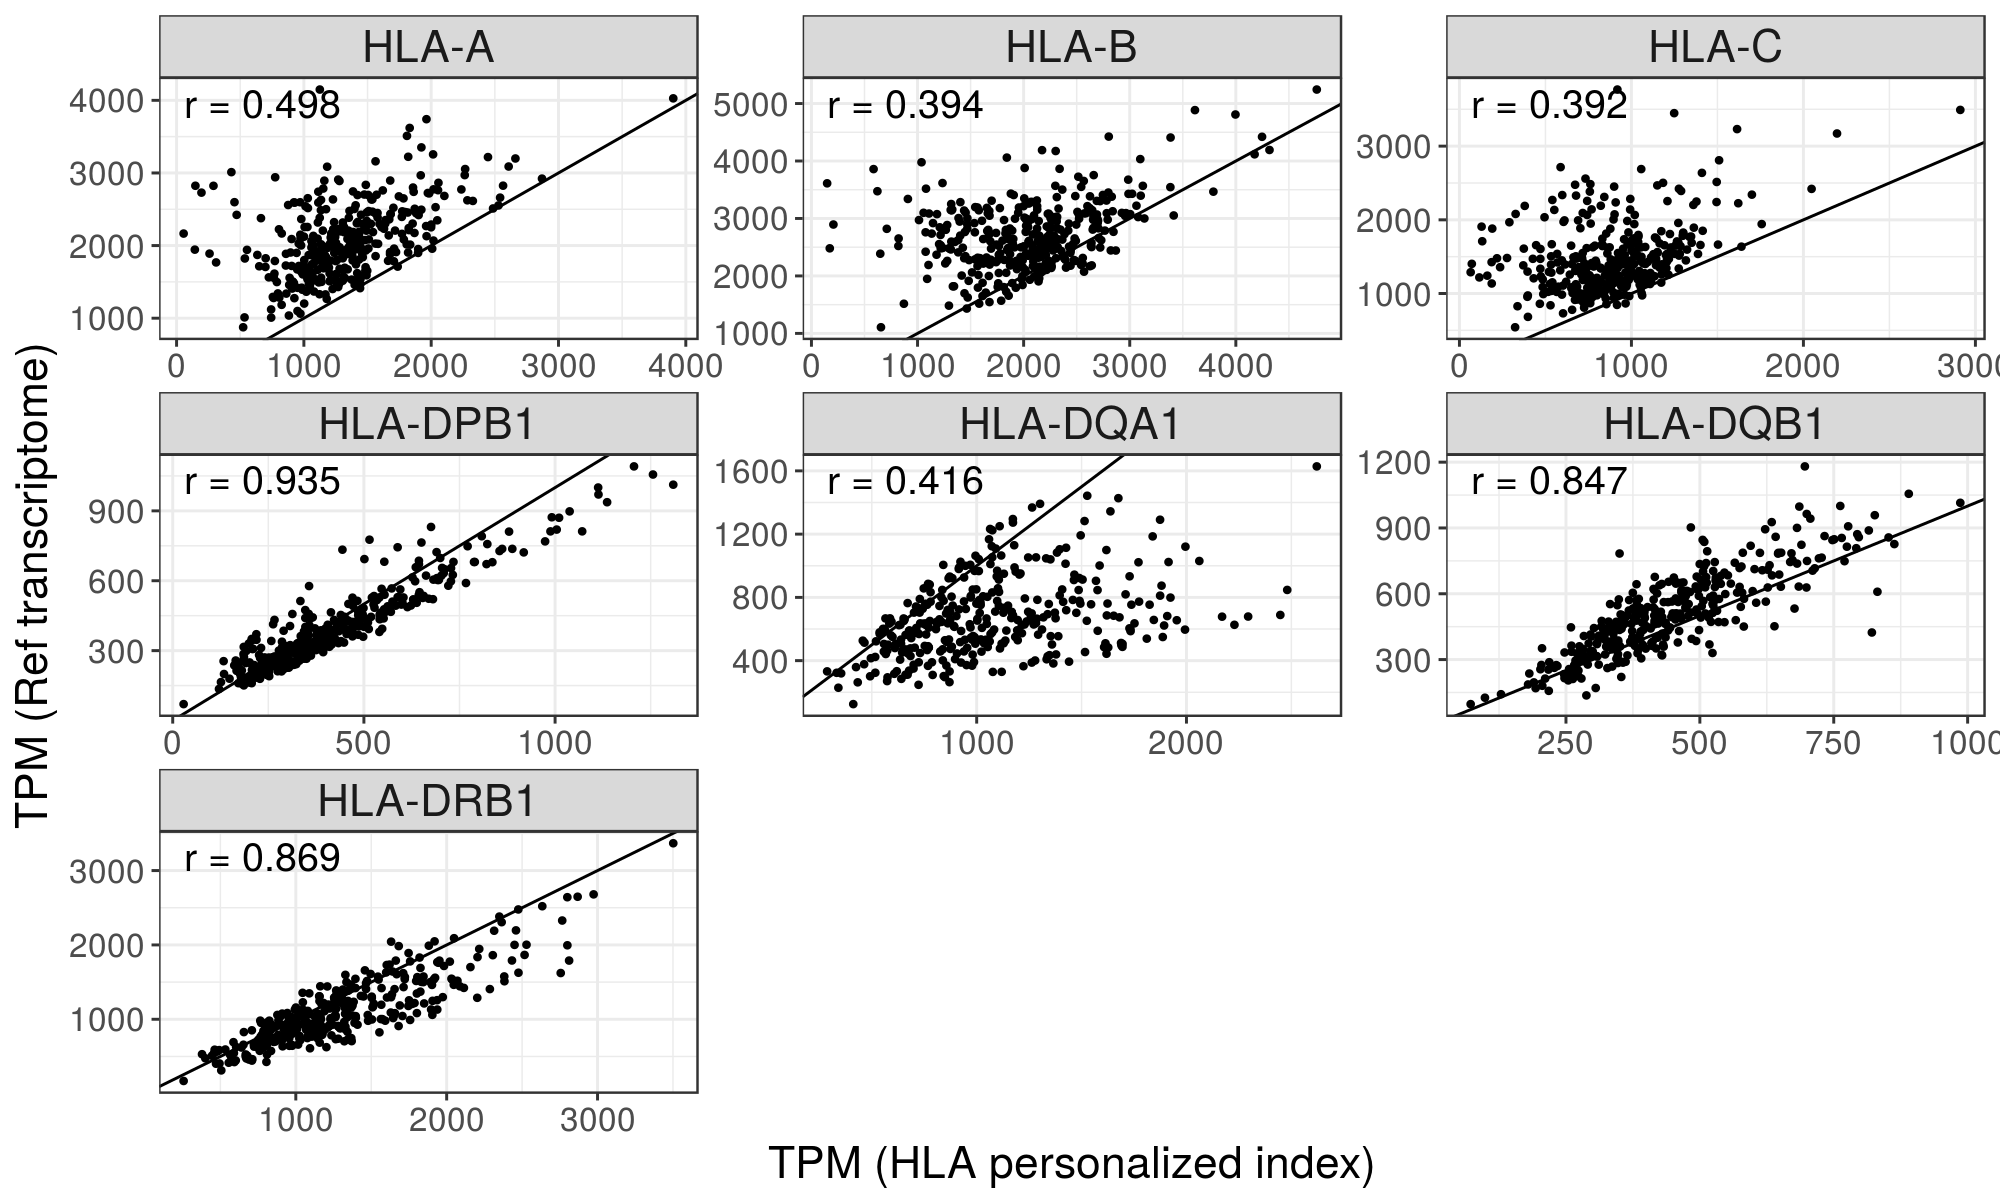 HLA-A
HLA-B
HLA-C
r = 0.498
r = 0.394
r = 0.392
4000
3000
2000
1000
5000
4000
3000
2000
1000
3000
2000
1000
0 1000 2000 3000 4000
0 1000 2000 3000 4000
0 1000 2000 3000
HLA-DPB1
HLA-DQA1
HLA-DQB1
r = 0.935
r = 0.416
r = 0.847
900
600
300
1600
1200
800
400
1200
900
600
300
0 500 1000
1000 2000
250 500 750 1000
HLA-DRB1
r = 0.869
3000
2000
1000
1000 2000 3000
TPM (Ref transcriptome)
TPM (HLA personalized index)